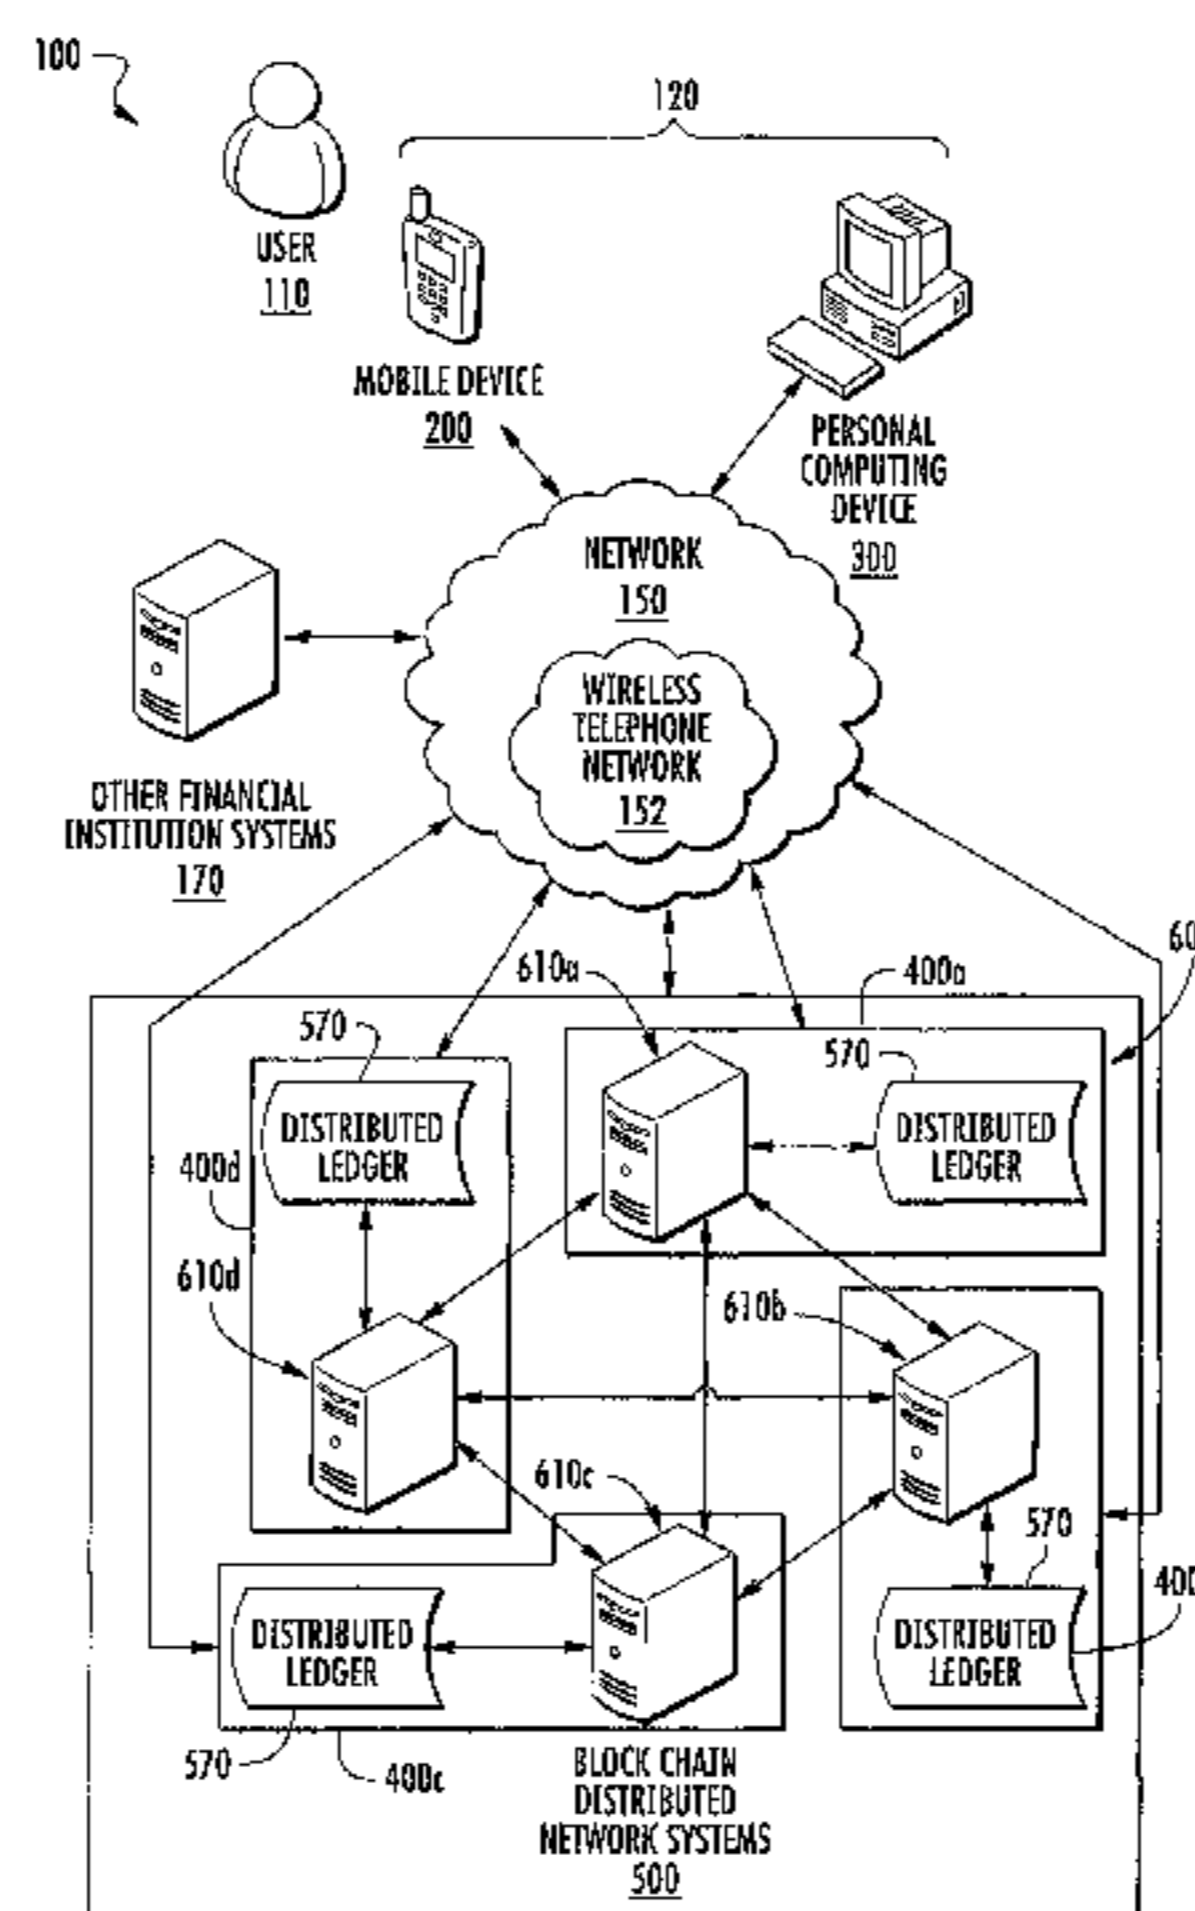 100
120
USER
110
MOBILE DEVICE
200
PERSONAL
COMPUTING
DEVICE
300
NETWORK
150
WIRELESS
TELEPHONE
NETWORK
152
OTHER FINANCIAL
INSTITUTION SYSTEMS
170
60
610a
400a
570
570
DISTRIBUTED
LEDGER
DISTRIBUTED
LEDGER
400d
610d
610b
610c
570
400
DISTRIBUTED
LEDGER
DISTRIBUTED
LEDGER
570
400c
BLOCK CHAIN
DISTRIBUTED
NETWORK SYSTEMS
500